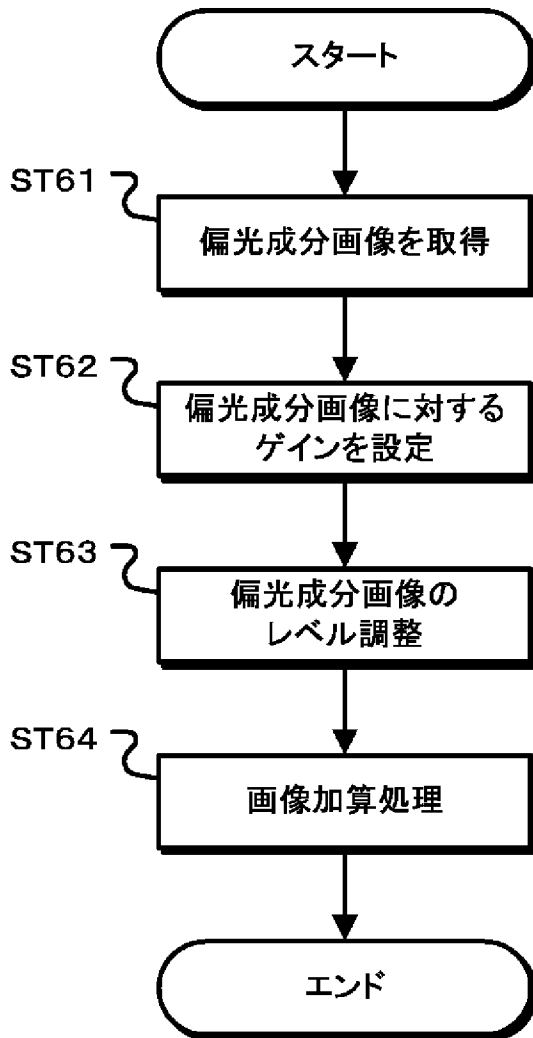 スタート
ST61
偏光成分画像を取得
ST62
偏光成分画像に対する
ゲインを設定
ST63
偏光成分画像の
レベル調整
ST64
画像加算処理
エンド